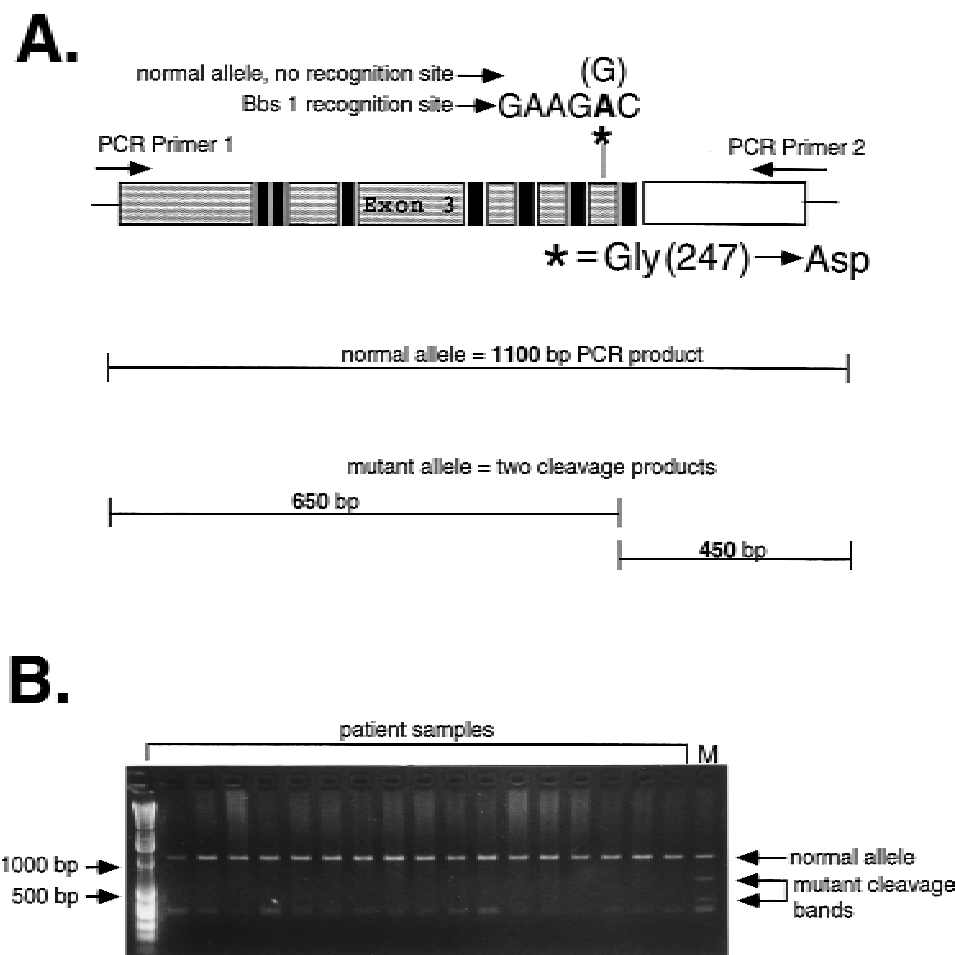 A.
(G)
normal allele, no recognition site
Bbs 1 recognition site GAAGAC
*
PCR Primer 1
PCR Primer 2
Exon 3
* = Gly(247) Asp
normal allele = 1100 bp PCR product
mutant allele = two cleavage products
650 bp
450 bp
B.
patient samples
M
1000 bp
normal allele
500 bp
mutant cleavage
bands